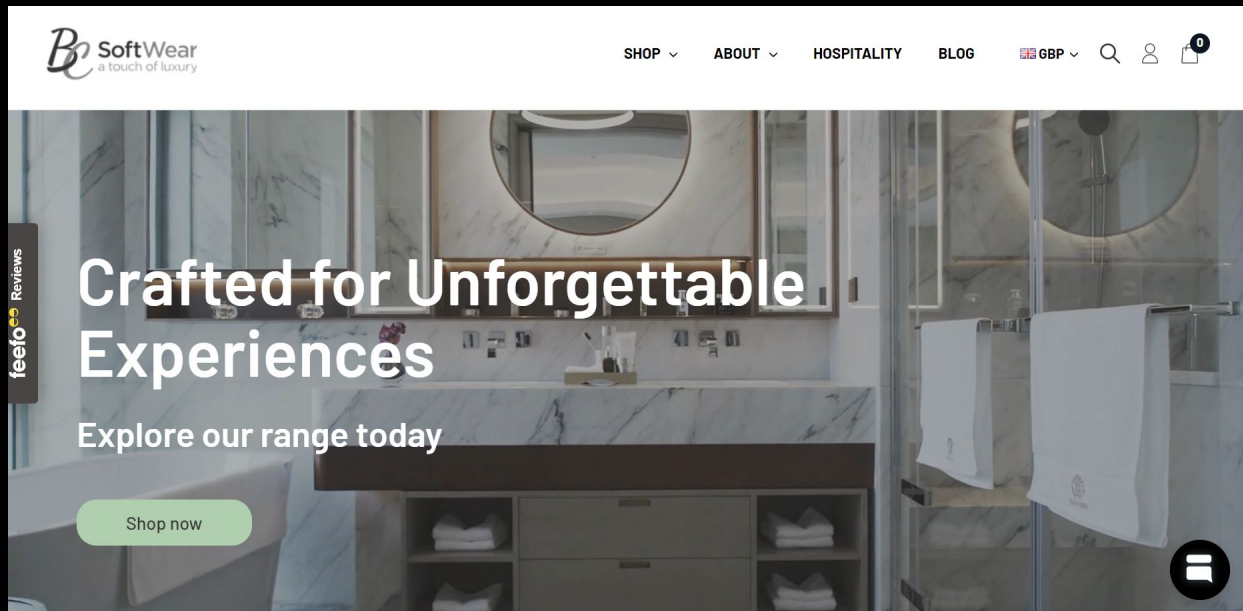 BC SoftWear
a touch of luxury
SHOP
ABOUT
HOSPITALITY
BLOG
GBP
0
Crafted for Unforgettable
Experiences
Explore our range today
Shop now
feefo Reviews